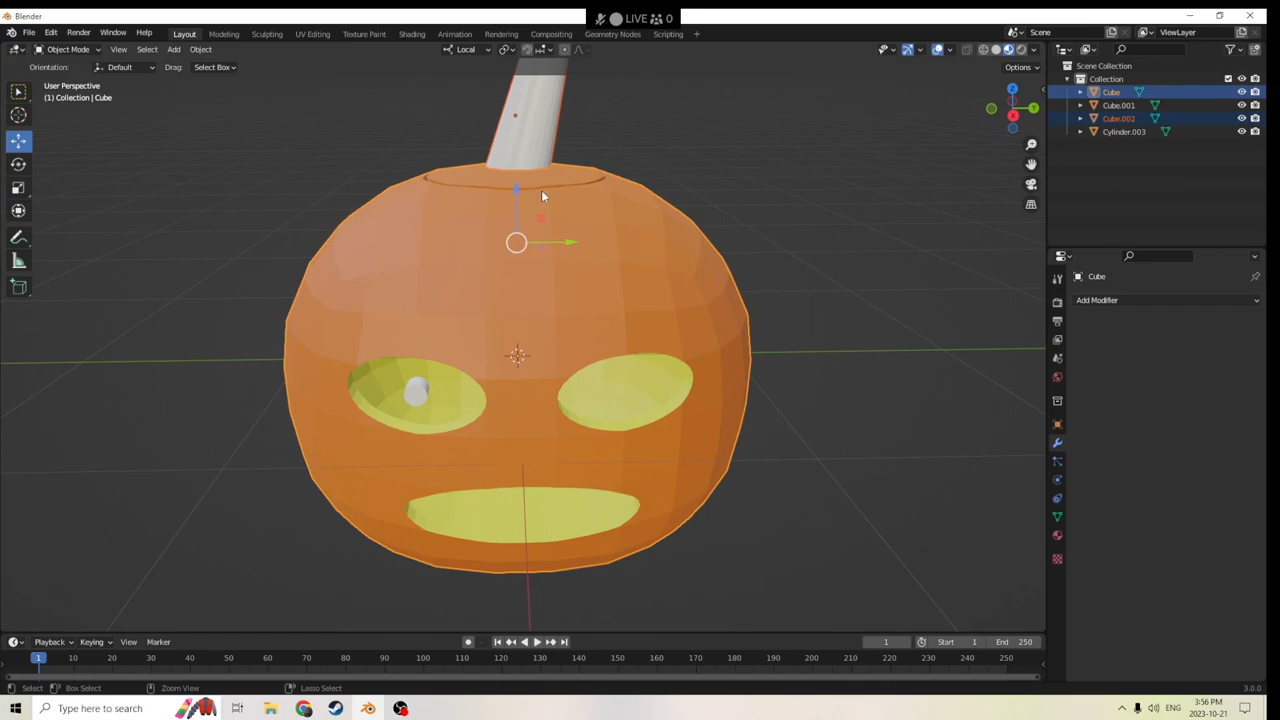 Blender
LIVE 0
File Edit Render Window Help Layout Modeling Sculpting UV Editing Texture Paint Shading Animation Rendering Compositing Geometry Nodes Scripting + Scene ViewLayer
Object Mode View Select Add Object Local
Orientation: Default Drag: Select Box Options
User Perspective
(1) Collection | Cube
Z
Y
X
Scene Collection
Collection
Cube
Cube.001
Cube.002
Cylinder.003
Cube
Add Modifier
Playback Keying View Marker 1 Start 1 End 250
1 10 20 30 40 50 60 70 80 90 100 110 120 130 140 150 160 170 180 190 200 210 220 230 240 250
Select Box Select Zoom View Lasso Select 3.0.0
Type here to search ENG 3:56 PM
2023-10-21